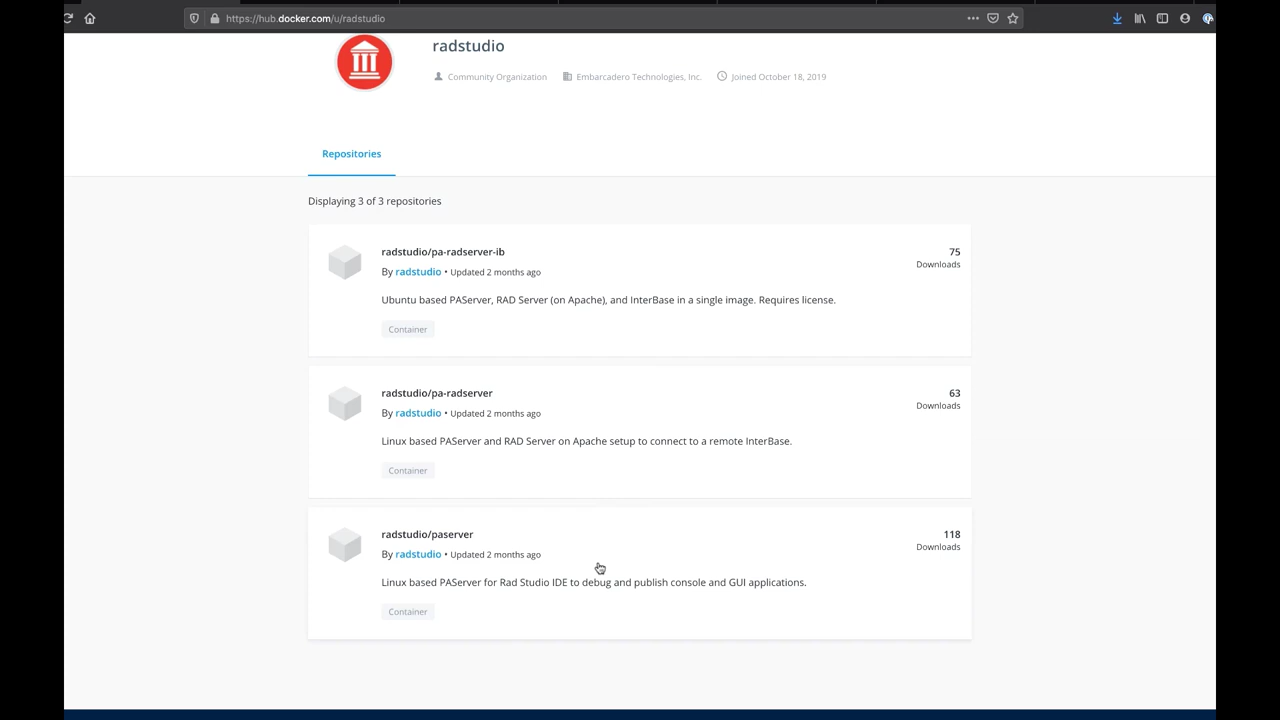 https://hub.docker.com/u/radstudio
radstudio
Community Organization Embarcadero Technologies, Inc. Joined October 18, 2019
Repositories
Displaying 3 of 3 repositories
radstudio/pa-radserver-ib
75
By radstudio • Updated 2 months ago
Downloads
Ubuntu based PAServer, RAD Server (on Apache), and InterBase in a single image. Requires license.
Container
radstudio/pa-radserver
63
By radstudio • Updated 2 months ago
Downloads
Linux based PAServer and RAD Server on Apache setup to connect to a remote InterBase.
Container
radstudio/paserver
118
By radstudio • Updated 2 months ago
Downloads
Linux based PAServer for Rad Studio IDE to debug and publish console and GUI applications.
Container